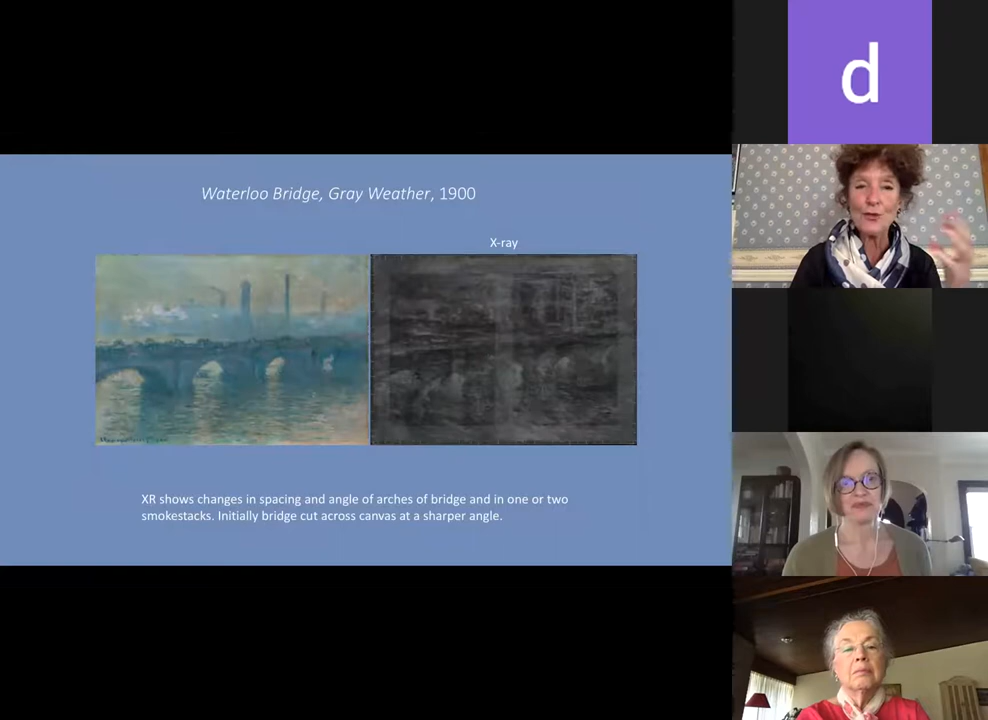 Waterloo Bridge, Gray Weather, 1900
X-ray
XR shows changes in spacing and angle of arches of bridge and in one or two
smokestacks. Initially bridge cut across canvas at a sharper angle.
d